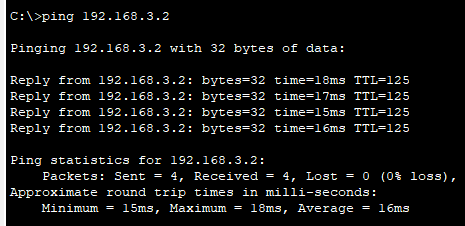 C:\>ping 192.168.3.2
Pinging 192.168.3.2 with 32 bytes of data:
Reply from 192.168.3.2: bytes=32 time=18ms TTL=125
Reply from 192.168.3.2: bytes=32 time=17ms TTL=125
Reply from 192.168.3.2: bytes=32 time=15ms TTL=125
Reply from 192.168.3.2: bytes=32 time=16ms TTL=125
Ping statistics for 192.168.3.2:
    Packets: Sent = 4, Received = 4, Lost = 0 (0% loss),
Approximate round trip times in milli-seconds:
    Minimum = 15ms, Maximum = 18ms, Average = 16ms